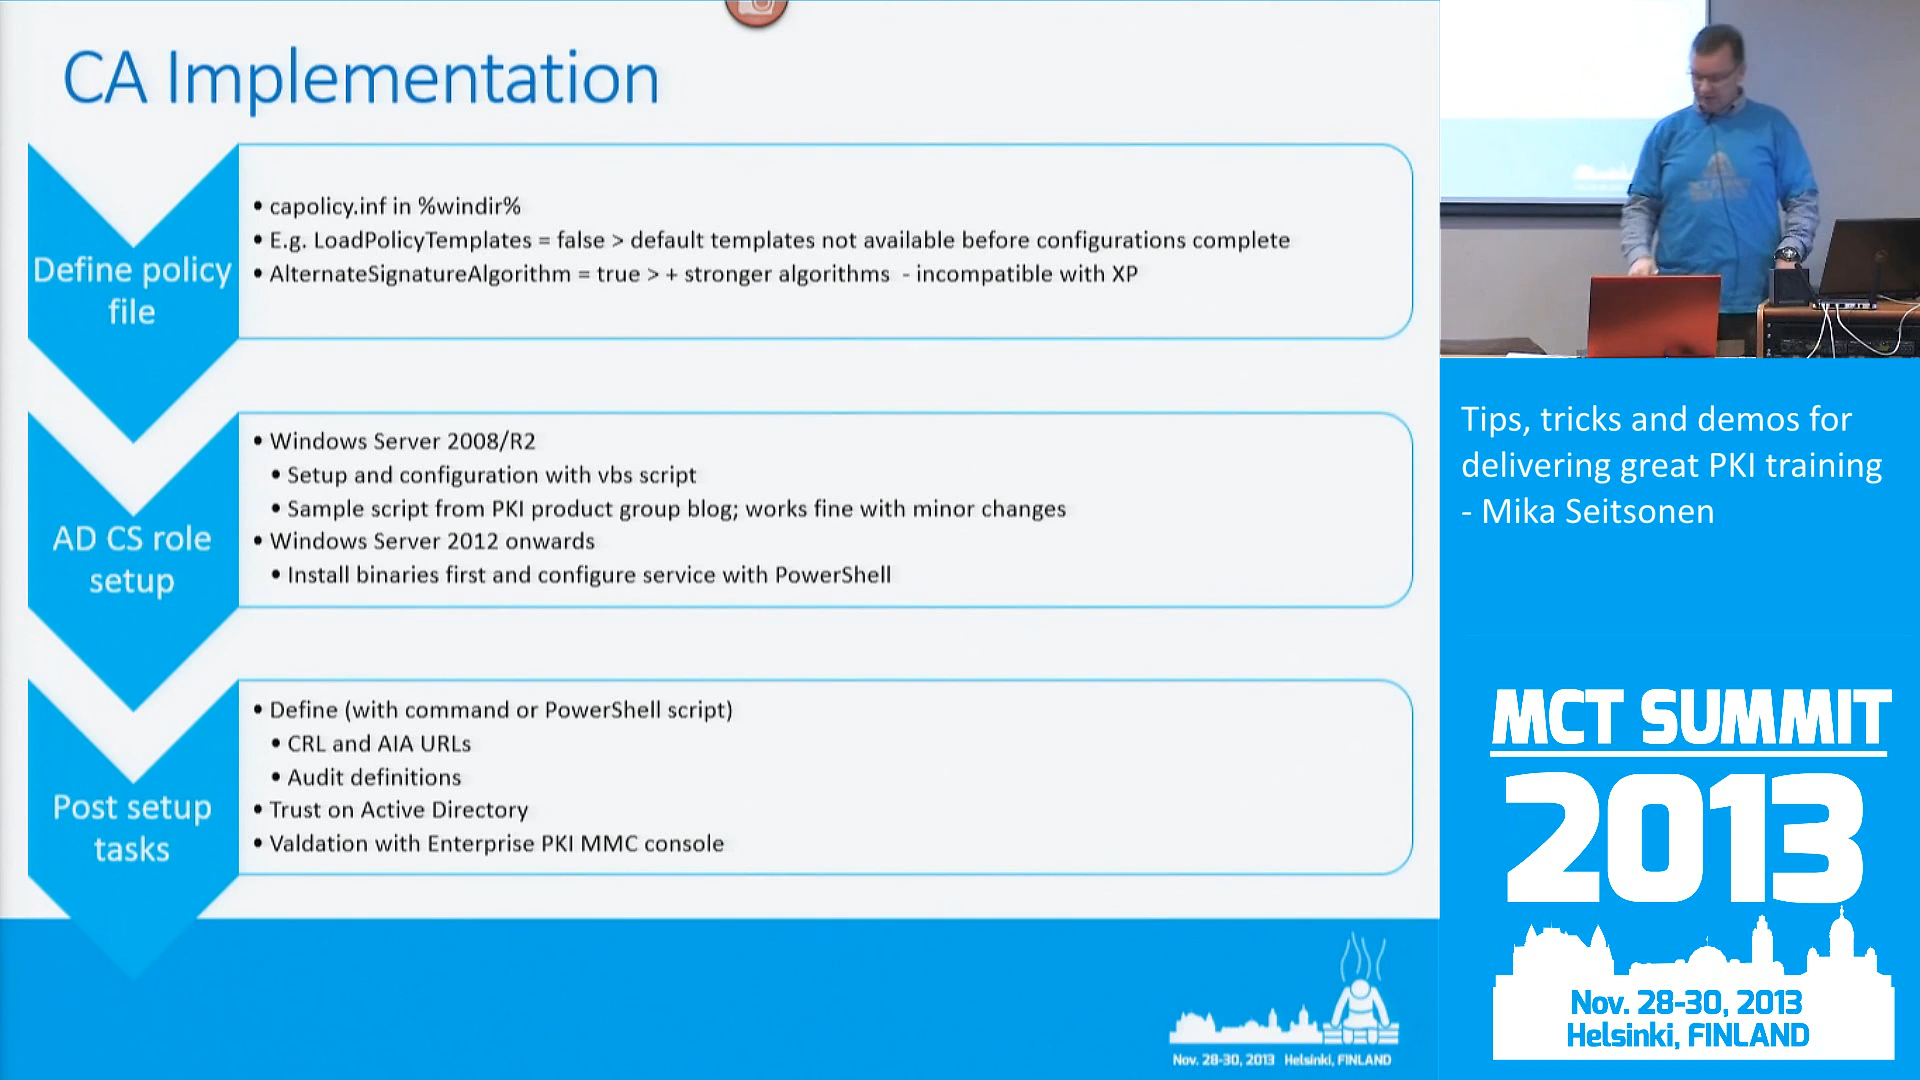 CA Implementation
Define policy
file
• capolicy.inf in %windir%
• E.g. LoadPolicyTemplates = false > default templates not available before configurations complete
• AlternateSignatureAlgorithm = true > + stronger algorithms - incompatible with XP
AD CS role
setup
• Windows Server 2008/R2
• Setup and configuration with vbs script
• Sample script from PKI product group blog; works fine with minor changes
• Windows Server 2012 onwards
• Install binaries first and configure service with PowerShell
Post setup
tasks
• Define (with command or PowerShell script)
• CRL and AIA URLs
• Audit definitions
• Trust on Active Directory
• Valdation with Enterprise PKI MMC console
Nov. 28-30, 2013 Helsinki, FINLAND
Tips, tricks and demos for
delivering great PKI training
- Mika Seitsonen
MCT SUMMIT
2013
Nov. 28-30, 2013
Helsinki, FINLAND